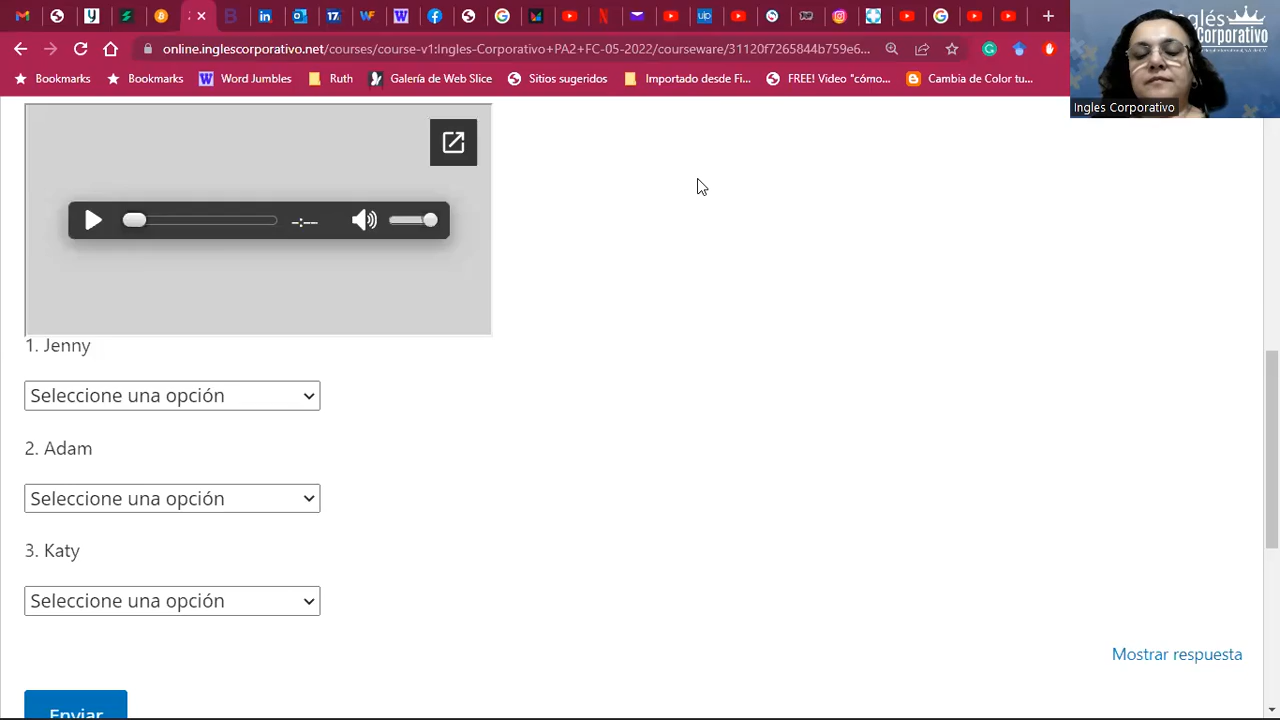 online.inglescorporativo.net/courses/course-v1:Ingles-Corporativo+PA2+FC-05-2022/courseware/31120f7265844b759e6...
Bookmarks Bookmarks Word Jumbles Ruth Galería de Web Slice Sitios sugeridos Importado desde Fi... FREE! Video "cómo... Cambia de Color tu...
inglés
Corporativo
Ingles Corporativo
-:--
1. Jenny
Seleccione una opción
2. Adam
Seleccione una opción
3. Katy
Seleccione una opción
Mostrar respuesta
Enviar